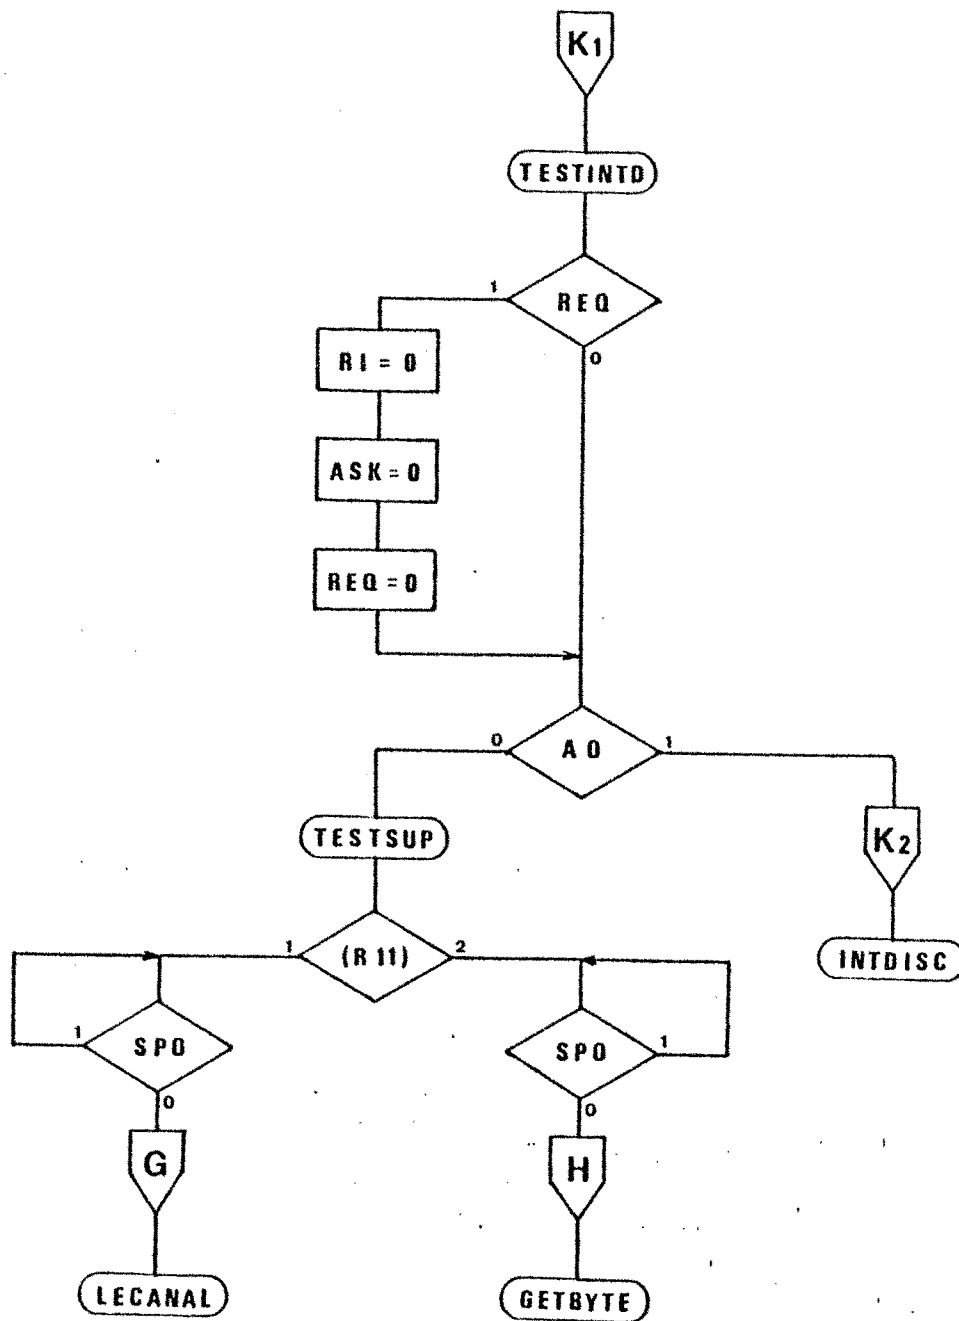 K1
TESTINTD
1
REQ
0
RI = 0
ASK = 0
REQ = 0
0
A0
1
TESTSUP
K2
1
(R 11)
2
INTDISC
1
SPO
0
SPO
1
0
G
H
LECANAL
GETBYTE